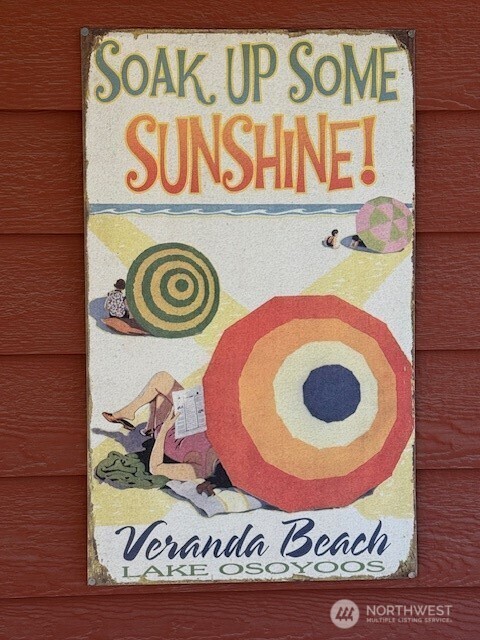 SOAK UP SOME
SUNSHINE!
Veranda Beach
LAKE OSOYOOS
NORTHWEST
MULTIPLE LISTING SERVICE